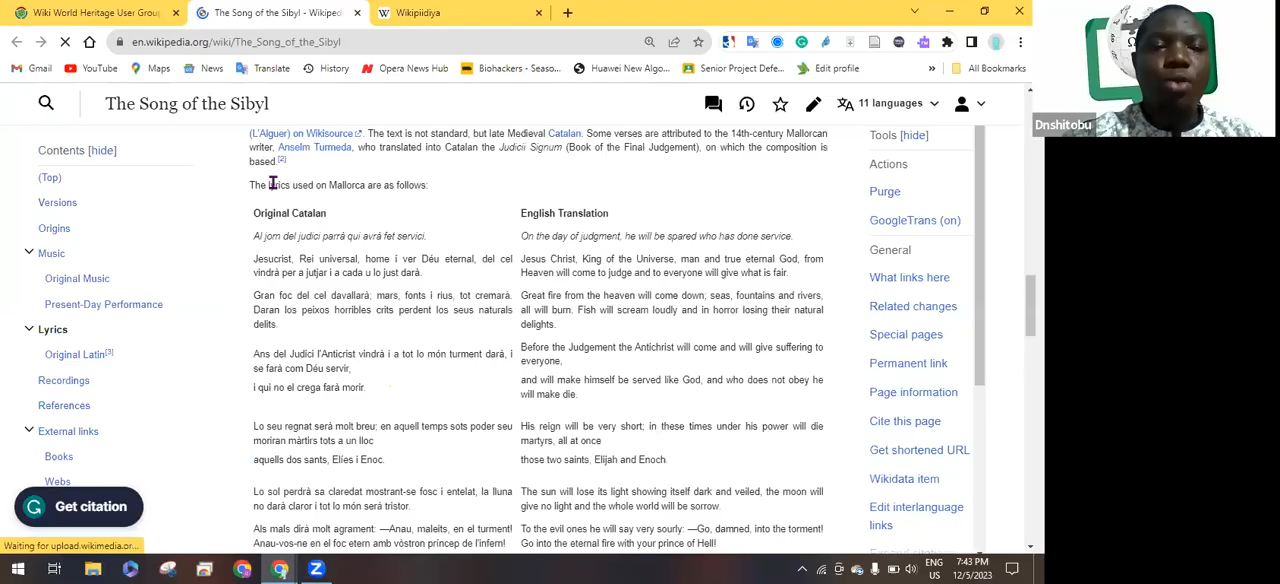 Wiki World Heritage User Grou
The Song of the Sibyl - Wikiped
Wikipiidiya
en.wikipedia.org/wiki/The_Song_of_the_Sibyl
Gmail
YouTube
Maps
News
Translate
History
Opera News Hub
Biohackers - Seaso...
Huawei New Algo...
Senior Project Defe...
Edit profile
»
All Bookmarks
Dnshitobu
The Song of the Sibyl
11 languages
Contents [hide]
(Top)
Versions
Origins
Music
Original Music
Present-Day Performance
Lyrics
Original Latin[3]
Recordings
References
External links
Books
Webs
Get citation
Waiting for upload.wikimedia.or...
(L'Alguer) on Wikisource. The text is not standard, but late Medieval Catalan. Some verses are attributed to the 14th-century Mallorcan
writer, Anselm Turmeda, who translated into Catalan the Judicii Signum (Book of the Final Judgement), on which the composition is
based.[2]
The lyrics used on Mallorca are as follows:
Original Catalan
Al jorn del judici parrà qui avrà fet servici.
Jesucrist, Rei universal, home í ver Déu eternal, del cel
vindrà per a jutjar i a cada u lo just darà.
Gran foc del cel davallarà; mars, fonts i rius, tot cremarà.
Daran los peixos horribles crits perdent los seus naturals
delits.
Ans del Judici l'Anticrist vindrà i a tot lo món turment darà, i
se farà com Déu servir,
i qui no el crega farà morir.
Lo seu regnat serà molt breu; en aquell temps sots poder seu
moriran màrtirs tots a un lloc
aquells dos sants, Elíes i Enoc.
Lo sol perdrà sa claredat mostrant-se fosc i entelat, la lluna
no darà claror i tot lo món serà tristor.
Als mals dirà molt agrament: —Anau, maleits, en el turment!
Anau-vos-ne en el foc etern amb vòstron príncep de l'infern!
English Translation
On the day of judgment, he will be spared who has done service.
Jesus Christ, King of the Universe, man and true eternal God, from
Heaven will come to judge and to everyone will give what is fair.
Great fire from the heaven will come down; seas, fountains and rivers,
all will burn. Fish will scream loudly and in horror losing their natural
delights.
Before the Judgement the Antichrist will come and will give suffering to
everyone,
and will make himself be served like God, and who does not obey he
will make die.
His reign will be very short; in these times under his power will die
martyrs, all at once
those two saints, Elijah and Enoch.
The sun will lose its light showing itself dark and veiled, the moon will
give no light and the whole world will be sorrow.
To the evil ones he will say very sourly: —Go, damned, into the torment!
Go into the eternal fire with your prince of Hell!
Tools [hide]
Actions
Purge
GoogleTrans (on)
General
What links here
Related changes
Special pages
Permanent link
Page information
Cite this page
Get shortened URL
Wikidata item
Edit interlanguage
links
ENG
US
7:43 PM
12/5/2023